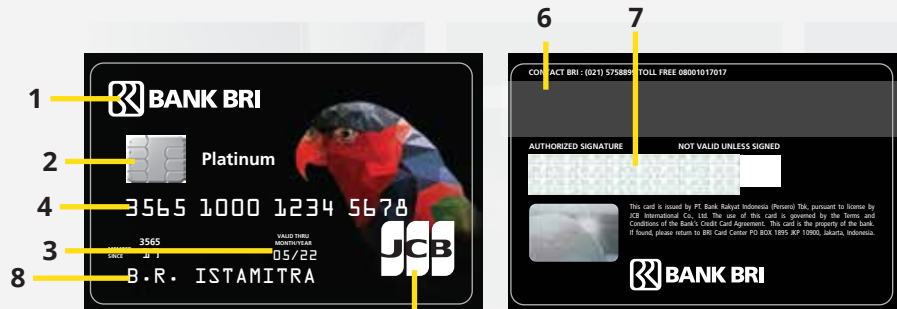 6
7
1
BANK BRI
2
Platinum
4
3565 1000 1234 5678
3565
VALID THRU
MONTH/YEAR
3
SINCE
17
05/22
JCB
8
B.R. ISTAMITRA
CONTACT BRI : (021) 5758899 TOLL FREE 08001017017
AUTHORIZED SIGNATURE
NOT VALID UNLESS SIGNED
This card is issued by PT. Bank Rakyat Indonesia (Persero) Tbk, pursuant to license by
JCB International Co., Ltd. The use of this card is governed by the Terms and
Conditions of the Bank's Credit Card Agreement. This card is the property of the bank.
If found, please return to BRI Card Center PO BOX 1895 JKP 10900, Jakarta, Indonesia.
BANK BRI